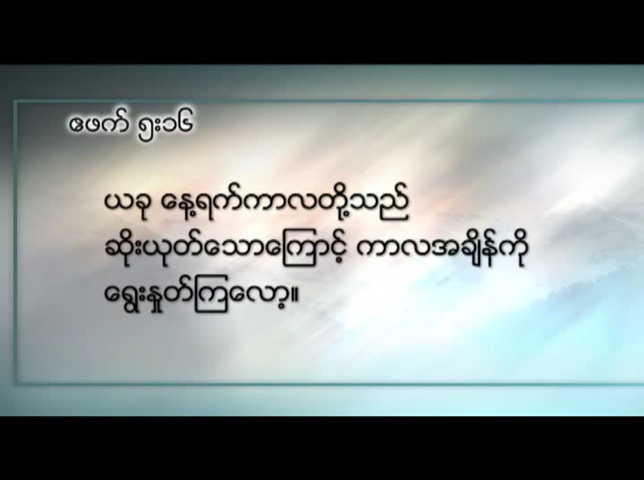 ဧဖက် ၅း၁၆
ယခု နေ့ရက်ကာလတို့သည်
ဆိုးယုတ်သောကြောင့် ကာလအချိန်ကို
ရွေးနှုတ်ကြလော့။